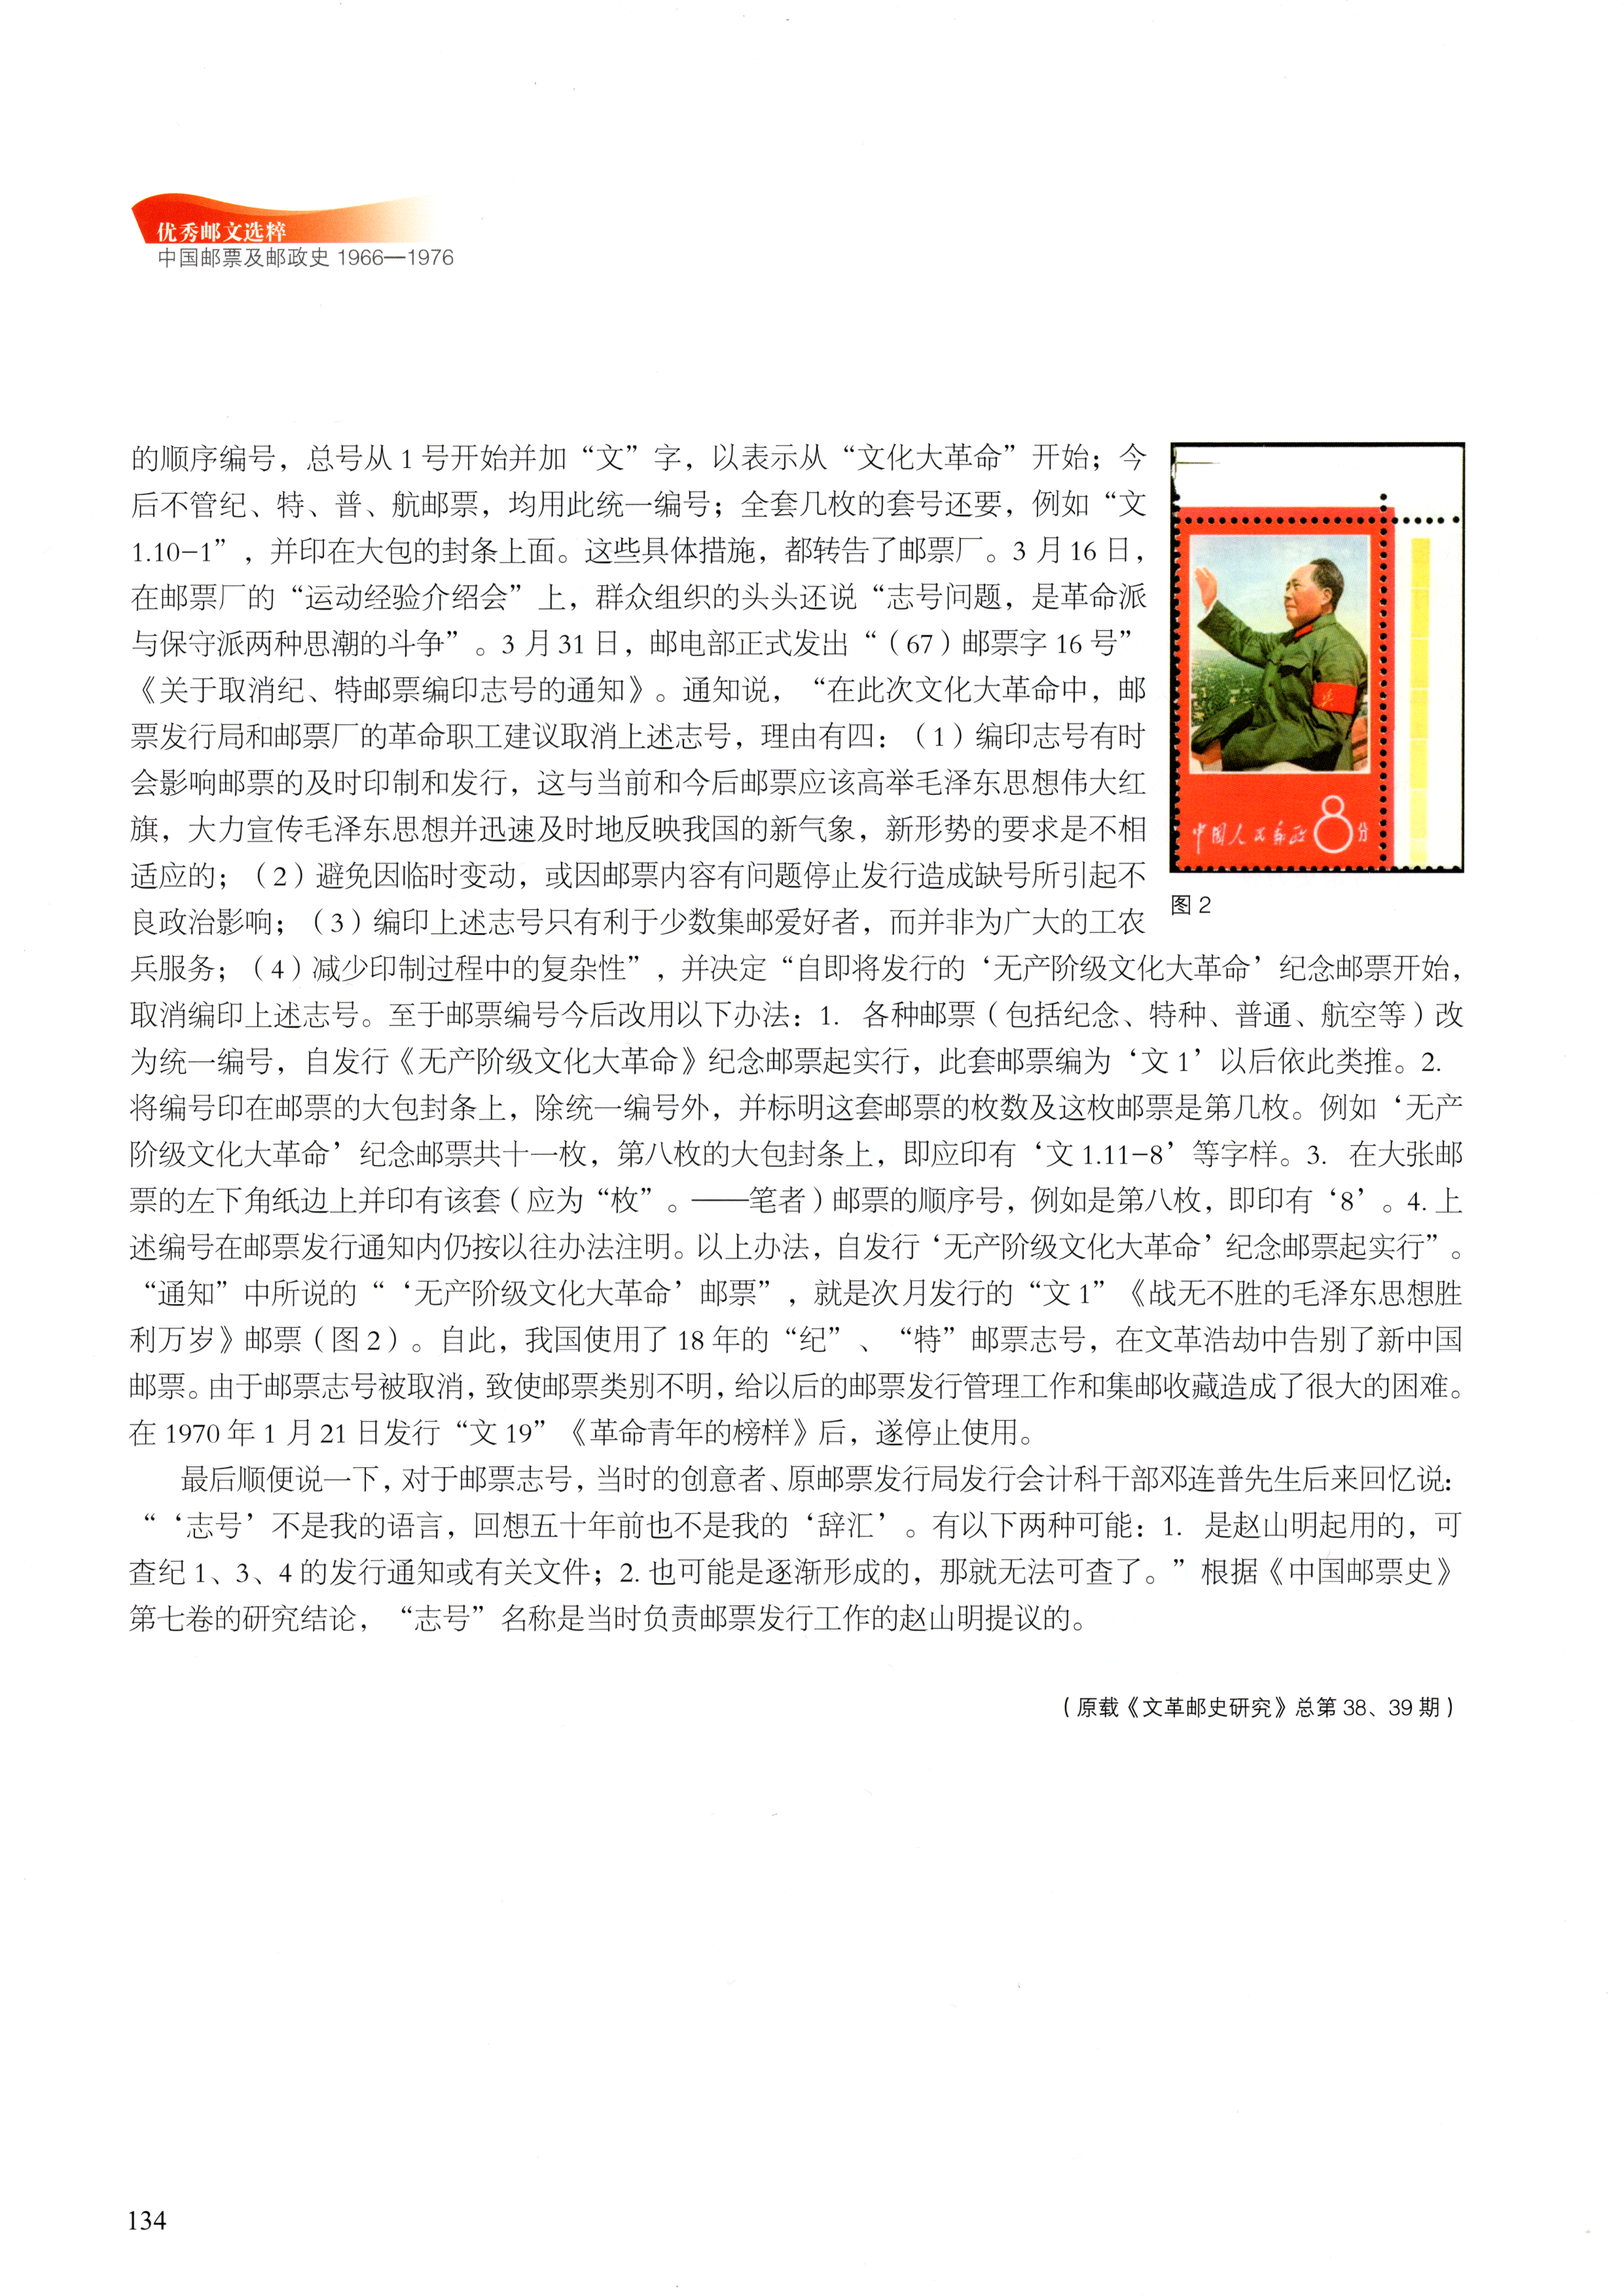 优秀邮文选粹
中国邮票及邮政史 1966—1976
的顺序编号，总号从 1 号开始并加“文”字，以表示从“文化大革命”开始；今
后不管纪、特、普、航邮票，均用此统一编号；全套几枚的套号还要，例如“文
1.10-1”，并印在大包的封条上面。这些具体措施，都转告了邮票厂。3 月 16 日，
在邮票厂的“运动经验介绍会”上，群众组织的头头还说“志号问题，是革命派
与保守派两种思潮的斗争”。3 月 31 日，邮电部正式发出“（67）邮票字 16 号”
《关于取消纪、特邮票编印志号的通知》。通知说，“在此次文化大革命中，邮
票发行局和邮票厂的革命职工建议取消上述志号，理由有四：（1）编印志号有时
会影响邮票的及时印制和发行，这与当前和今后邮票应该高举毛泽东思想伟大红
旗，大力宣传毛泽东思想并迅速及时地反映我国的新气象，新形势的要求是不相
适应的；（2）避免因临时变动，或因邮票内容有问题停止发行造成缺号所引起不
良政治影响；（3）编印上述志号只有利于少数集邮爱好者，而并非为广大的工农
兵服务；（4）减少印制过程中的复杂性”，并决定“自即将发行的‘无产阶级文化大革命’纪念邮票开始，
取消编印上述志号。至于邮票编号今后改用以下办法：1. 各种邮票（包括纪念、特种、普通、航空等）改
为统一编号，自发行《无产阶级文化大革命》纪念邮票起实行，此套邮票编为‘文 1’以后依此类推。2.
将编号印在邮票的大包封条上，除统一编号外，并标明这套邮票的枚数及这枚邮票是第几枚。例如‘无产
阶级文化大革命’纪念邮票共十一枚，第八枚的大包封条上，即应印有‘文 1.11-8’等字样。3. 在大张邮
票的左下角纸边上并印有该套（应为“枚”。——笔者）邮票的顺序号，例如是第八枚，即印有‘8’。4. 上
述编号在邮票发行通知内仍按以往办法注明。以上办法，自发行‘无产阶级文化大革命’纪念邮票起实行”。
“通知”中所说的“‘无产阶级文化大革命’邮票”，就是次月发行的“文 1”《战无不胜的毛泽东思想胜
利万岁》邮票（图 2）。自此，我国使用了 18 年的“纪”、“特”邮票志号，在文革浩劫中告别了新中国
邮票。由于邮票志号被取消，致使邮票类别不明，给以后的邮票发行管理工作和集邮收藏造成了很大的困难。
在 1970 年 1 月 21 日发行“文 19”《革命青年的榜样》后，遂停止使用。
最后顺便说一下，对于邮票志号，当时的创意者、原邮票发行局发行会计科干部邓连普先生后来回忆说：
“‘志号’不是我的语言，回想五十年前也不是我的‘辞汇’。有以下两种可能：1. 是赵山明起用的，可
查纪 1、3、4 的发行通知或有关文件；2. 也可能是逐渐形成的，那就无法可查了。”根据《中国邮票史》
第七卷的研究结论，“志号”名称是当时负责邮票发行工作的赵山明提议的。
中国人民邮政 8分
图 2
（原载《文革邮史研究》总第 38、39 期）
134